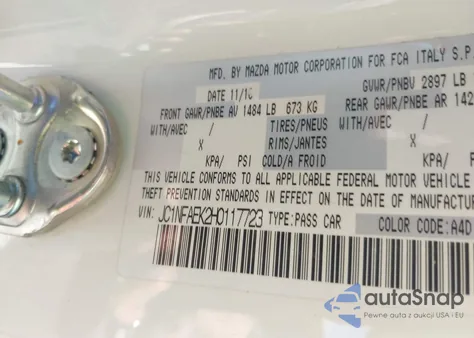 MFD. BY MAZDA MOTOR CORPORATION FOR FCA ITALY S.P.
DATE 11/16 GVWR/PNBV 2897 LB
FRONT GAWR/PNBE AV 1484 LB 673 KG REAR GAWR/PNBE AR 142
WITH/AVEC / TIRES/PNEUS WITH/AVEC /
X RIMS/JANTES X
KPA/ PSI COLD/A FROID KPA/ PS
THIS VEHICLE CONFORMS TO ALL APPLICABLE FEDERAL MOTOR VEHICLE
THEFT PREVENTION STANDARDS IN EFFECT ON THE DATE OF MANUFACTUR
VIN: JC1NFAEK2H0117723 TYPE:PASS CAR COLOR CODE: A4D
autoSnap
Pewne auta z aukcji USA i EU